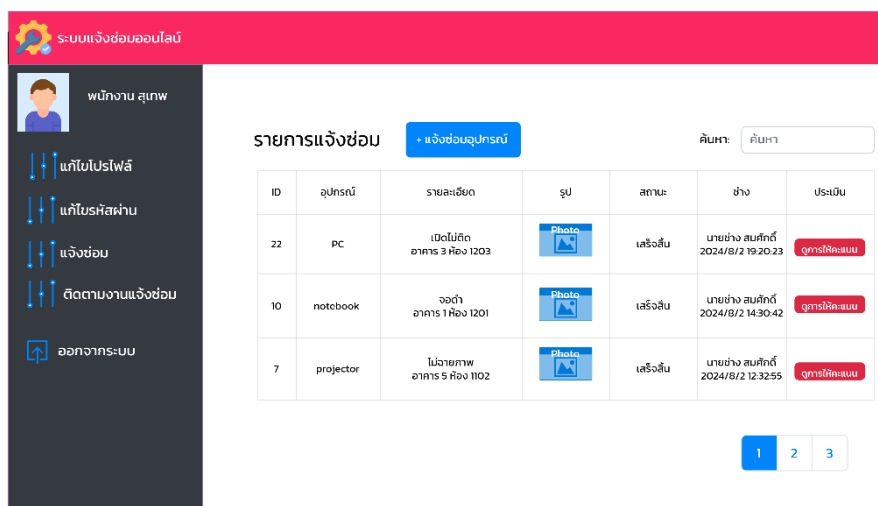 ระบบแจ้งซ่อมออนไลน์
พนักงาน สุเทพ
แก้ไขโปรไฟล์
แก้ไขรหัสผ่าน
แจ้งซ่อม
ติดตามงานแจ้งซ่อม
ออกจากระบบ
รายการแจ้งซ่อม
+ แจ้งซ่อมอุปกรณ์
ค้นหา: ค้นหา
ID อุปกรณ์ รายละเอียด รูป สถานะ ช่าง ประเมิน
22 PC เปิดไม่ติด Photo เสร็จสิ้น นายช่าง สมศักดิ์ ดูการให้คะแนน
อาคาร 3 ห้อง 1203 2024/8/2 19:20:23
10 notebook จอดำ Photo เสร็จสิ้น นายช่าง สมศักดิ์ ดูการให้คะแนน
อาคาร 1 ห้อง 1201 2024/8/2 14:30:42
7 projector ไม่ฉายภาพ Photo เสร็จสิ้น นายช่าง สมศักดิ์ ดูการให้คะแนน
อาคาร 5 ห้อง 1102 2024/8/2 12:32:55
1 2 3